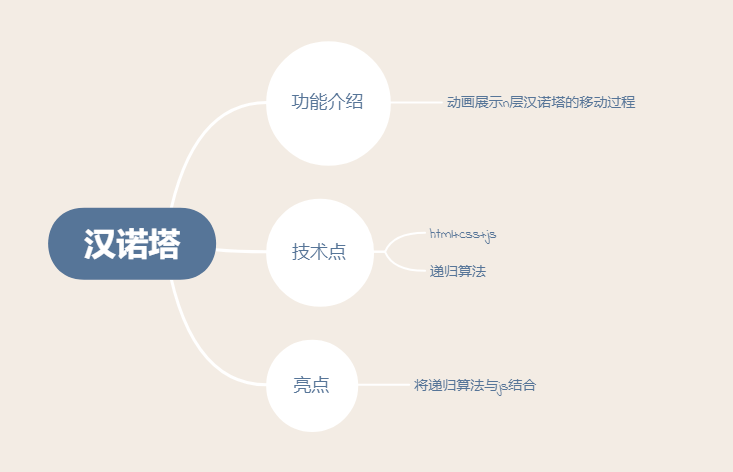 汉诺塔
功能介绍
动画展示n层汉诺塔的移动过程
技术点
html+css+js
递归算法
亮点
将递归算法与js结合